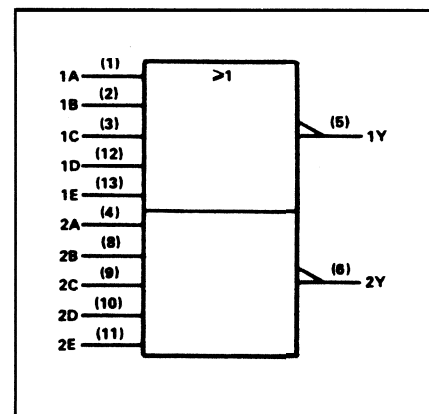 1A (1) ≥1
1B (2)
1C (3) (5) 1Y
1D (12)
1E (13)
2A (4)
2B (8)
2C (9) (6) 2Y
2D (10)
2E (11)